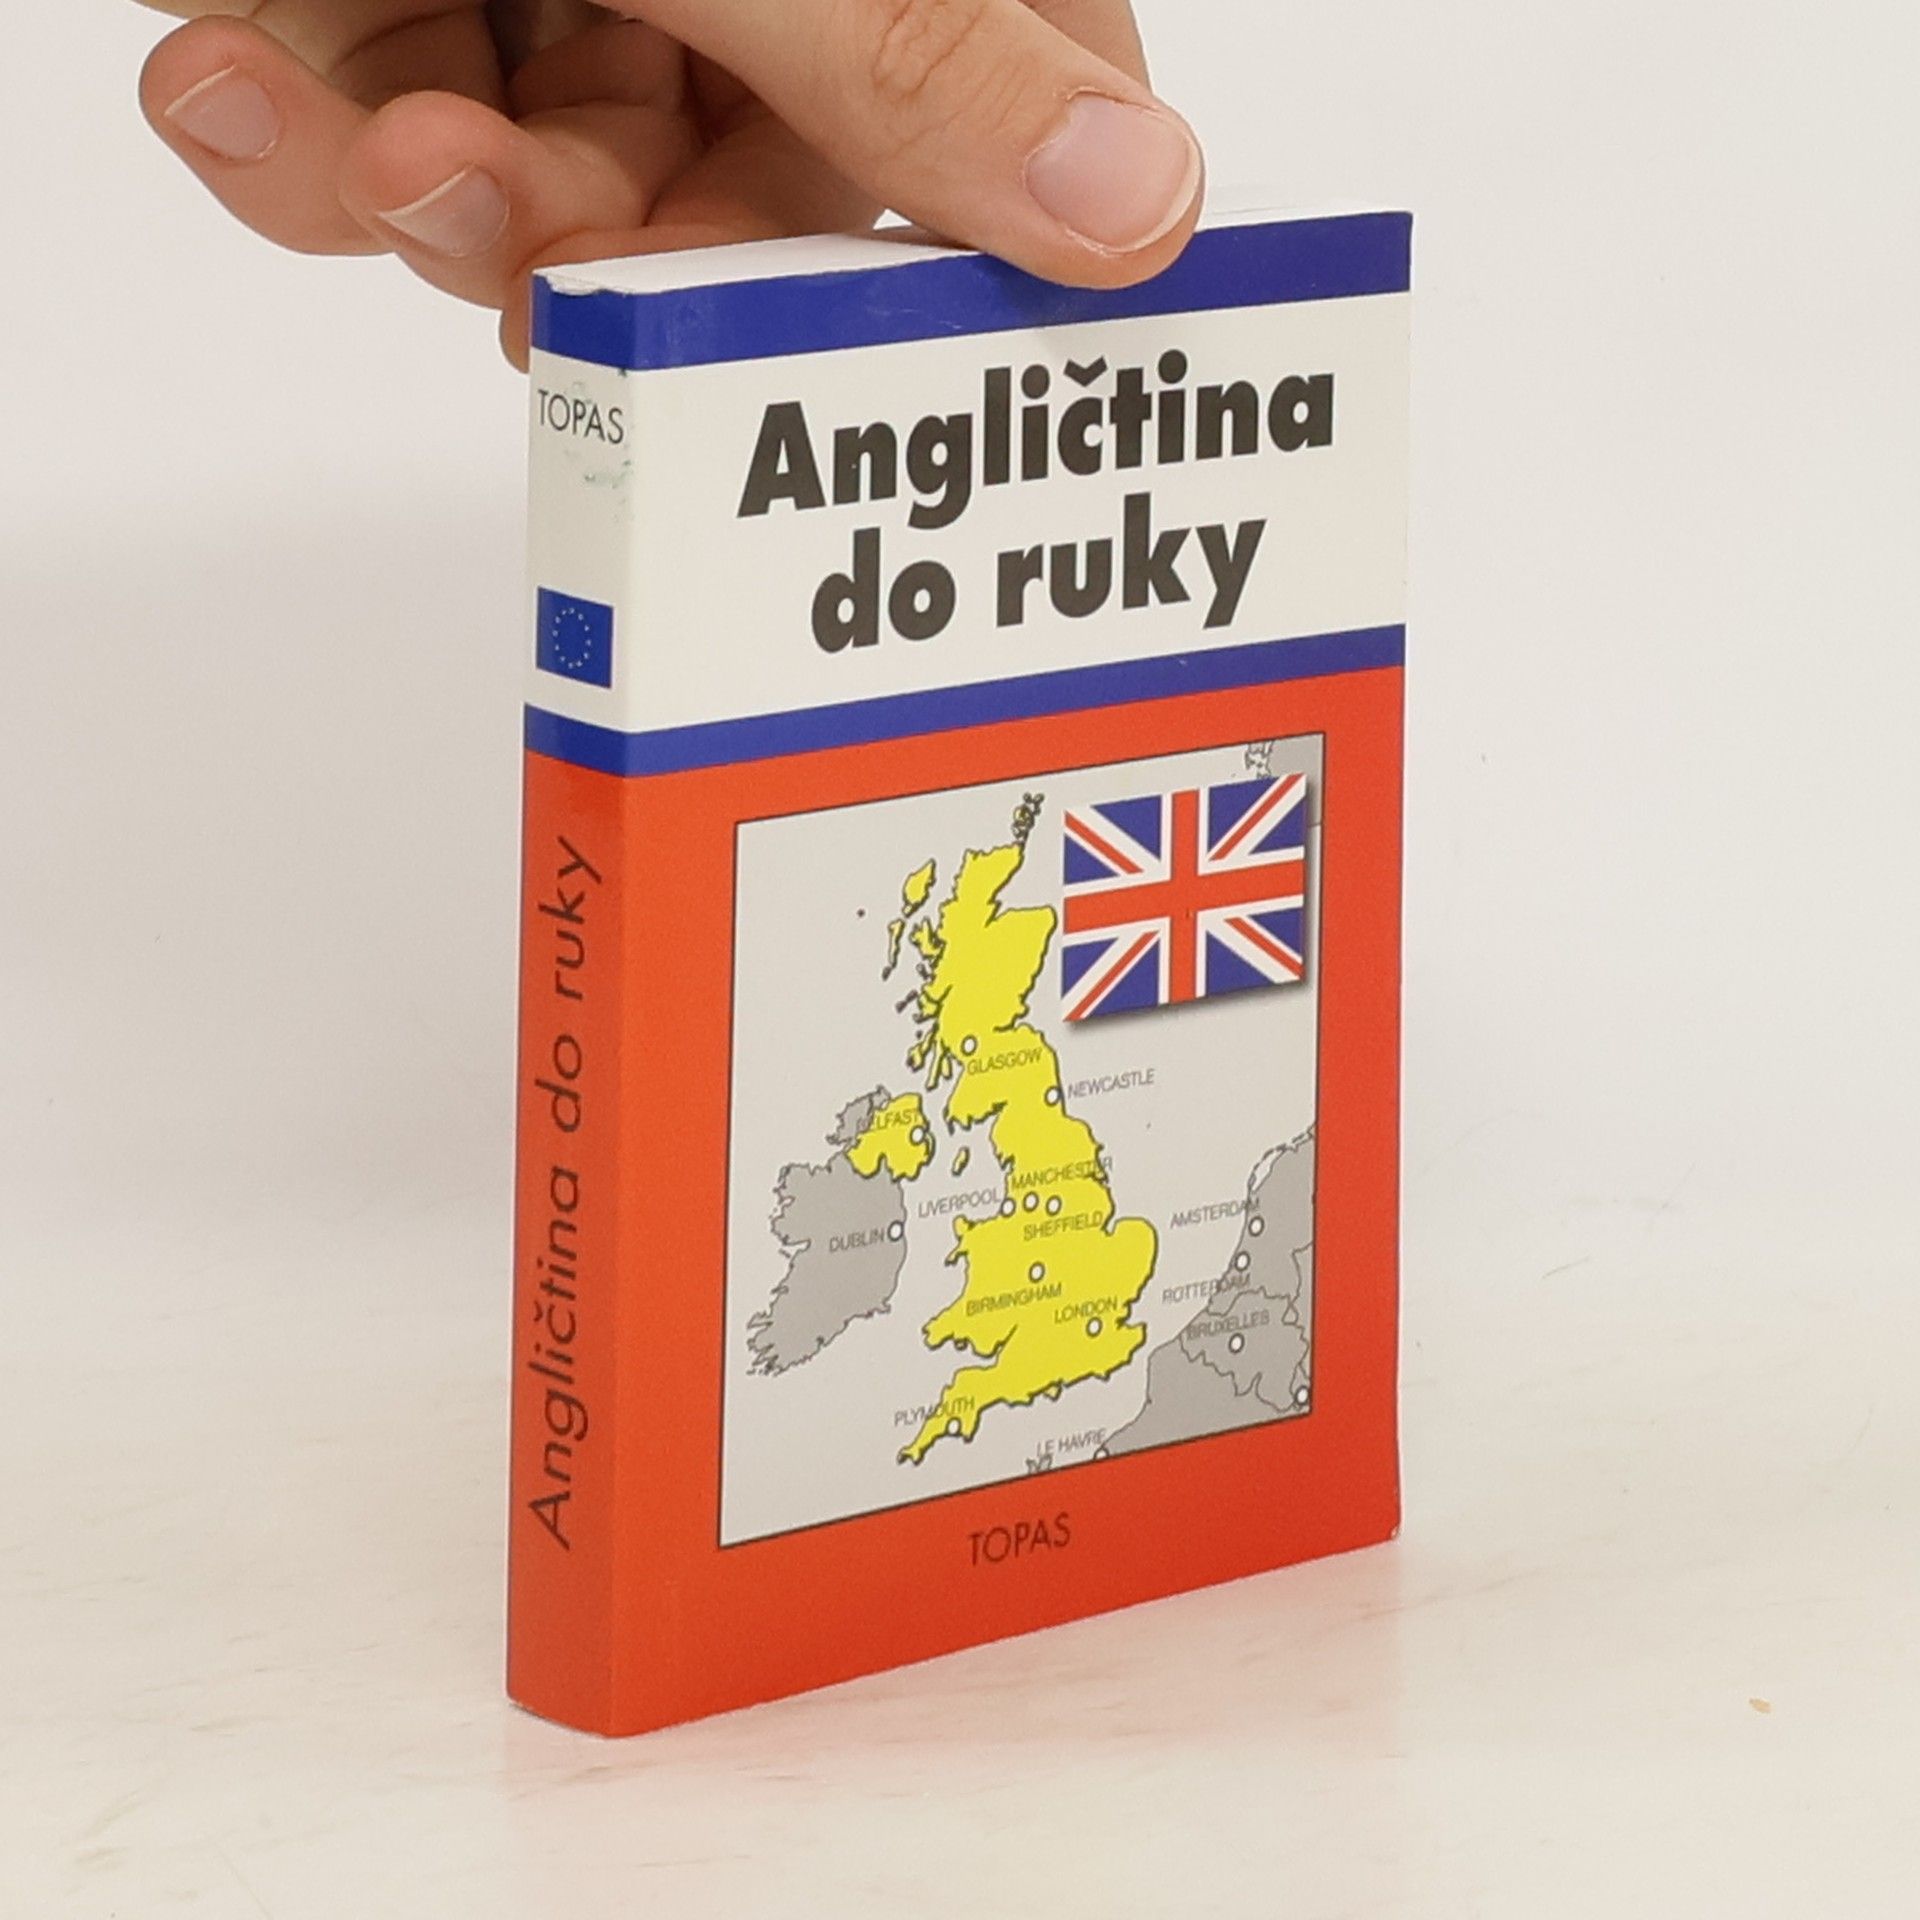 TOPAS
Angličtina do ruky
Angličtina
do ruky
GLASGOW
NEWCASTLE
BELFAST
MANCHESTER
LIVERPOOL
SHEFFIELD
DUBLIN
AMSTERDAM
BIRMINGHAM
ROTTERDAM
LONDON
BRUXELLES
PLYMOUTH
LE HAVRE
TOPAS